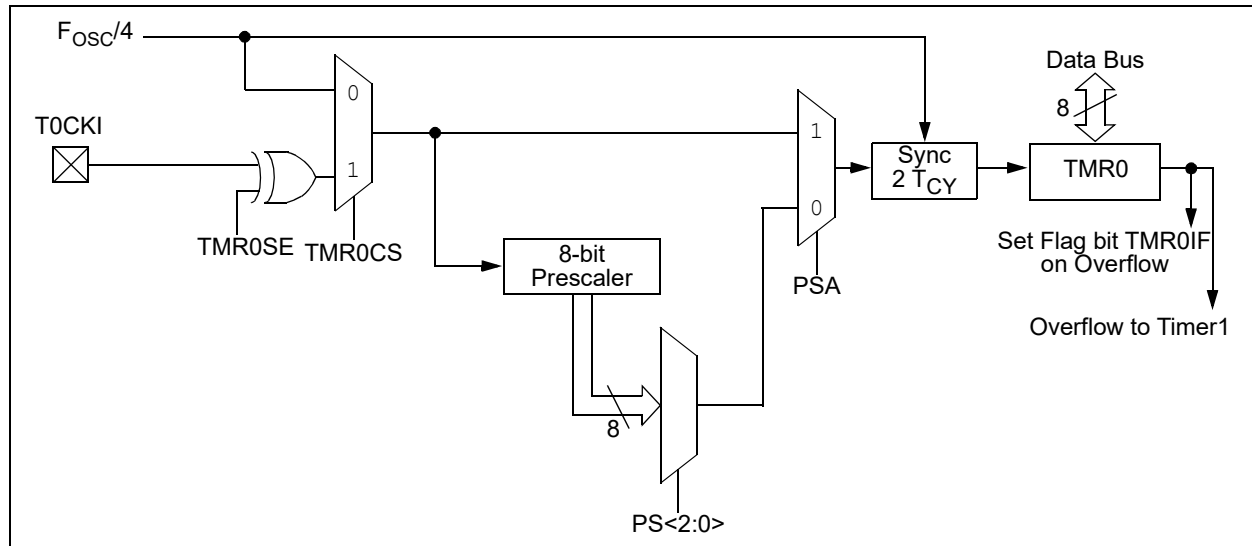 FOSC/4
Data Bus
8
T0CKI
0
1
1
0
Sync
2 TCY
TMR0
TMR0SE
TMR0CS
8-bit
Prescaler
PSA
Set Flag bit TMR0IF
on Overflow
Overflow to Timer1
8
PS<2:0>